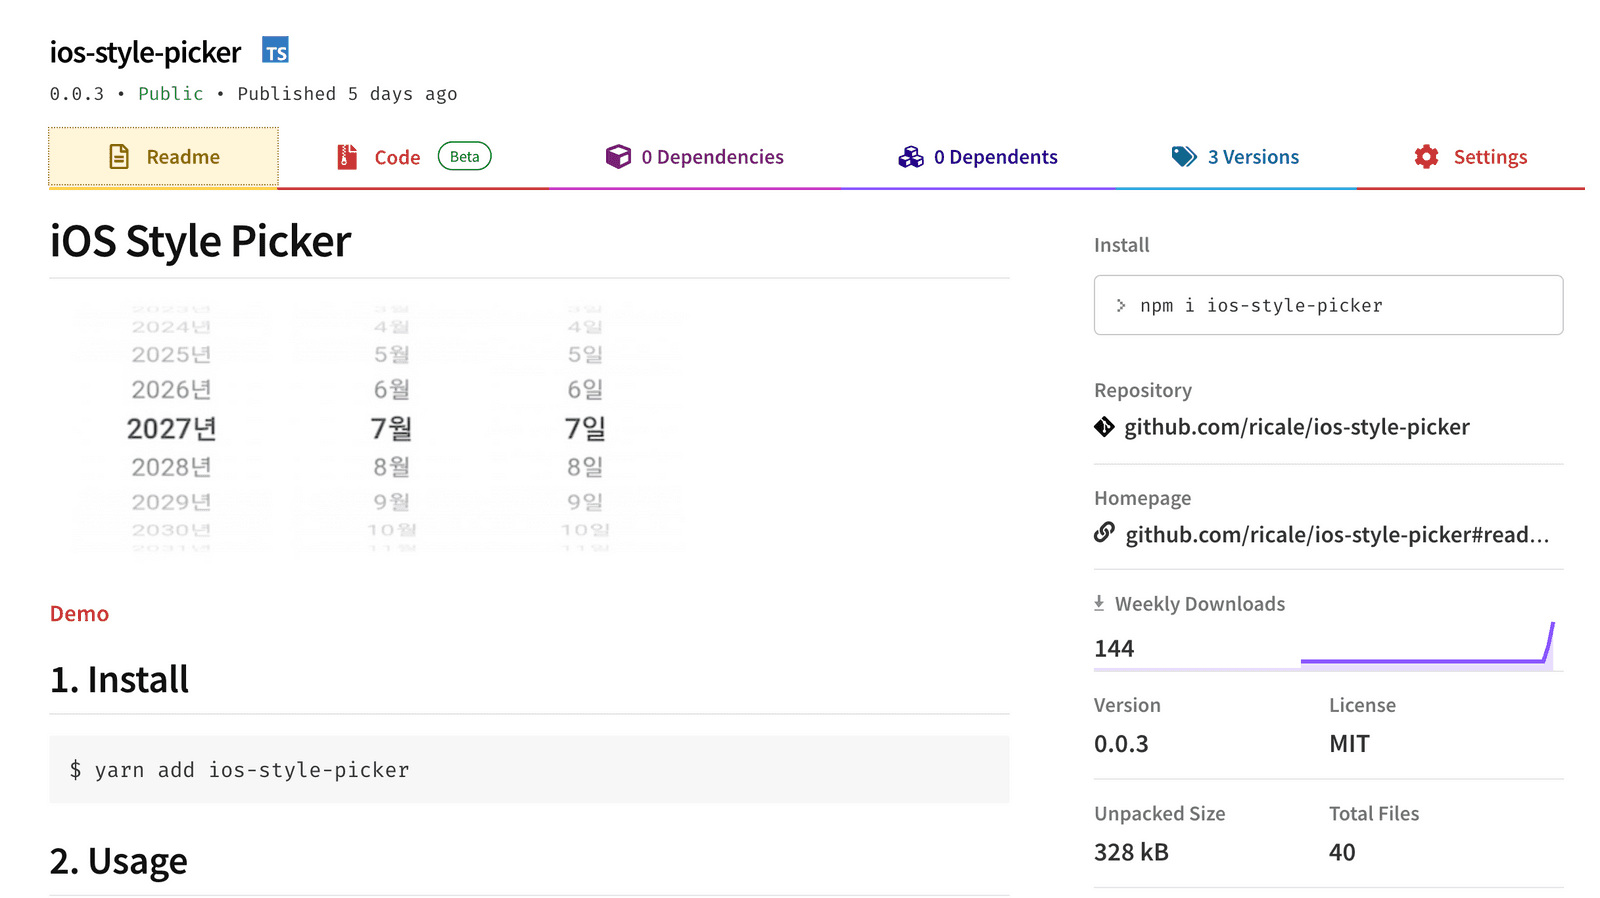 ios-style-picker TS
0.0.3 • Public • Published 5 days ago
Readme
Code Beta
0 Dependencies
0 Dependents
3 Versions
Settings
iOS Style Picker
2024년 4월 4일
2025년 5월 5일
2026년 6월 6일
2027년 7월 7일
2028년 8월 8일
2029년 9월 9일
2030년 10월 10일
Demo
1. Install
$ yarn add ios-style-picker
2. Usage
Install
> npm i ios-style-picker
Repository
github.com/ricale/ios-style-picker
Homepage
github.com/ricale/ios-style-picker#read...
Weekly Downloads
144
Version License
0.0.3 MIT
Unpacked Size Total Files
328 kB 40